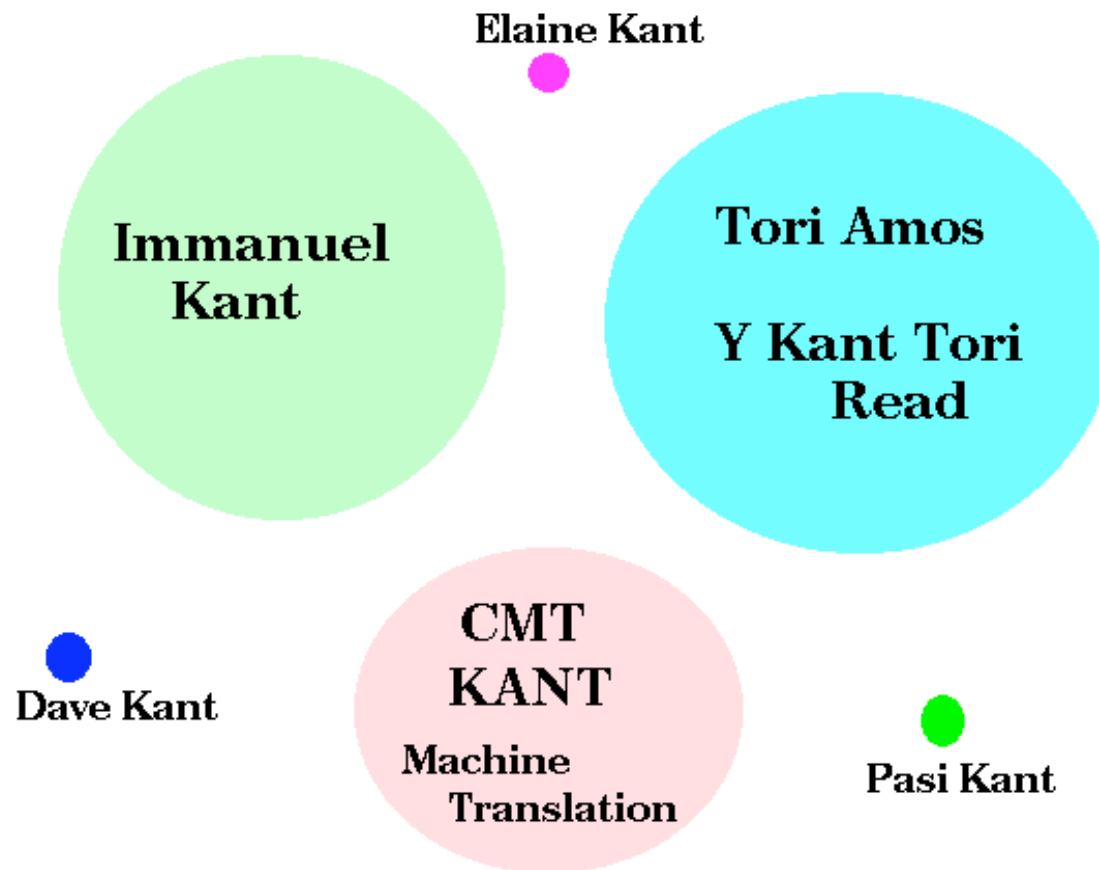 Elaine Kant
Immanuel
Kant
Tori Amos
Y Kant Tori
Read
CMT
KANT
Machine
Translation
Dave Kant
Pasi Kant